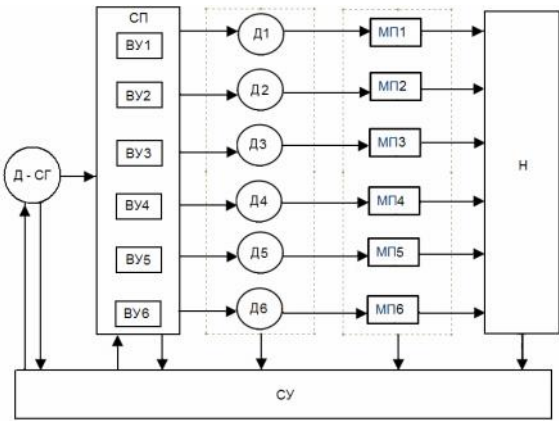 СП
ВУ1
Д1
МП1
ВУ2
Д2
МП2
ВУ3
Д3
МП3
Н
Д - СГ
ВУ4
Д4
МП4
ВУ5
Д5
МП5
ВУ6
Д6
МП6
СУ